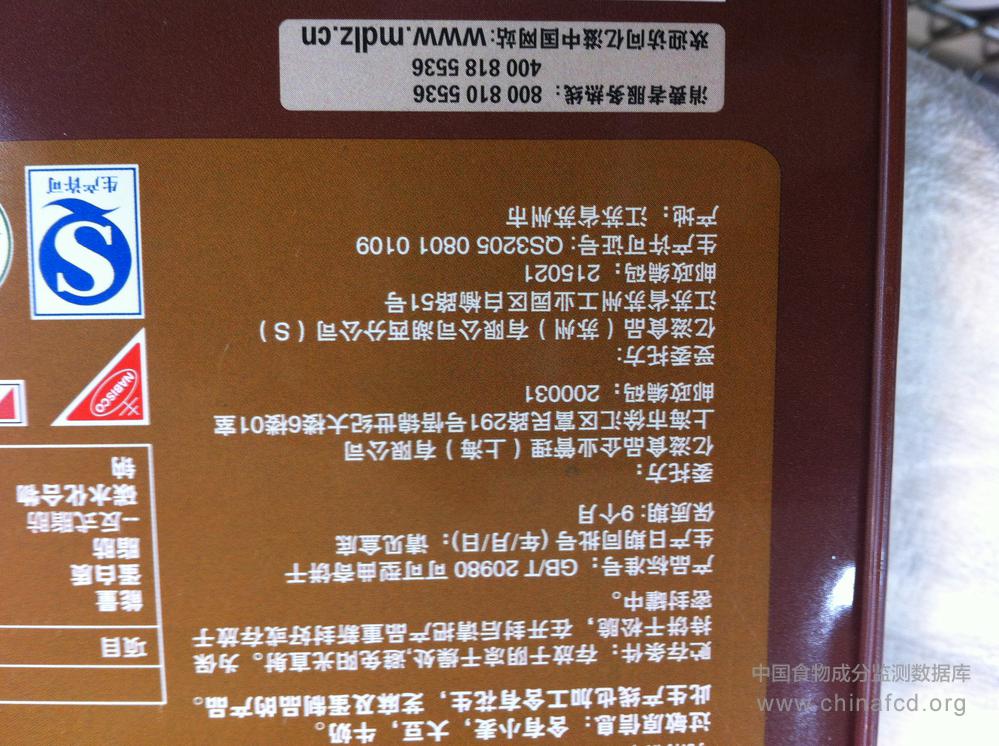 过敏原信息：含有小麦，大豆，牛奶。
此生产线也加工含有花生，芝麻及蛋制品的产品。
贮存条件：存放于阴凉干燥处,避免阳光直射。为保
持饼干松脆，在开封后请把产品重新封好或存放于
密封罐中。
产品标准号：GB/T 20980 可可型曲奇饼干
生产日期同批号 (年/月/日)：请见盒底
保质期: 9个月
委托方:
亿滋食品企业管理（上海）有限公司
上海市徐汇区富民路291号悟锦世纪大楼6楼01室
邮政编码：200031
受委托方:
亿滋食品（苏州）有限公司湖西分公司（S）
江苏省苏州工业园区白榆路51号
邮政编码：215021
生产许可证号: QS3205 0801 0109
产地：江苏省苏州市
消费者服务热线：800 810 5536
400 818 5536
欢迎访问亿滋中国网站: www.mdlz.cn
项目
能量
蛋白质
脂肪
一反式脂肪
碳水化合物
钠
NABISCO
生产许可
中国食物成分监测数据库
www.chinafcd.org